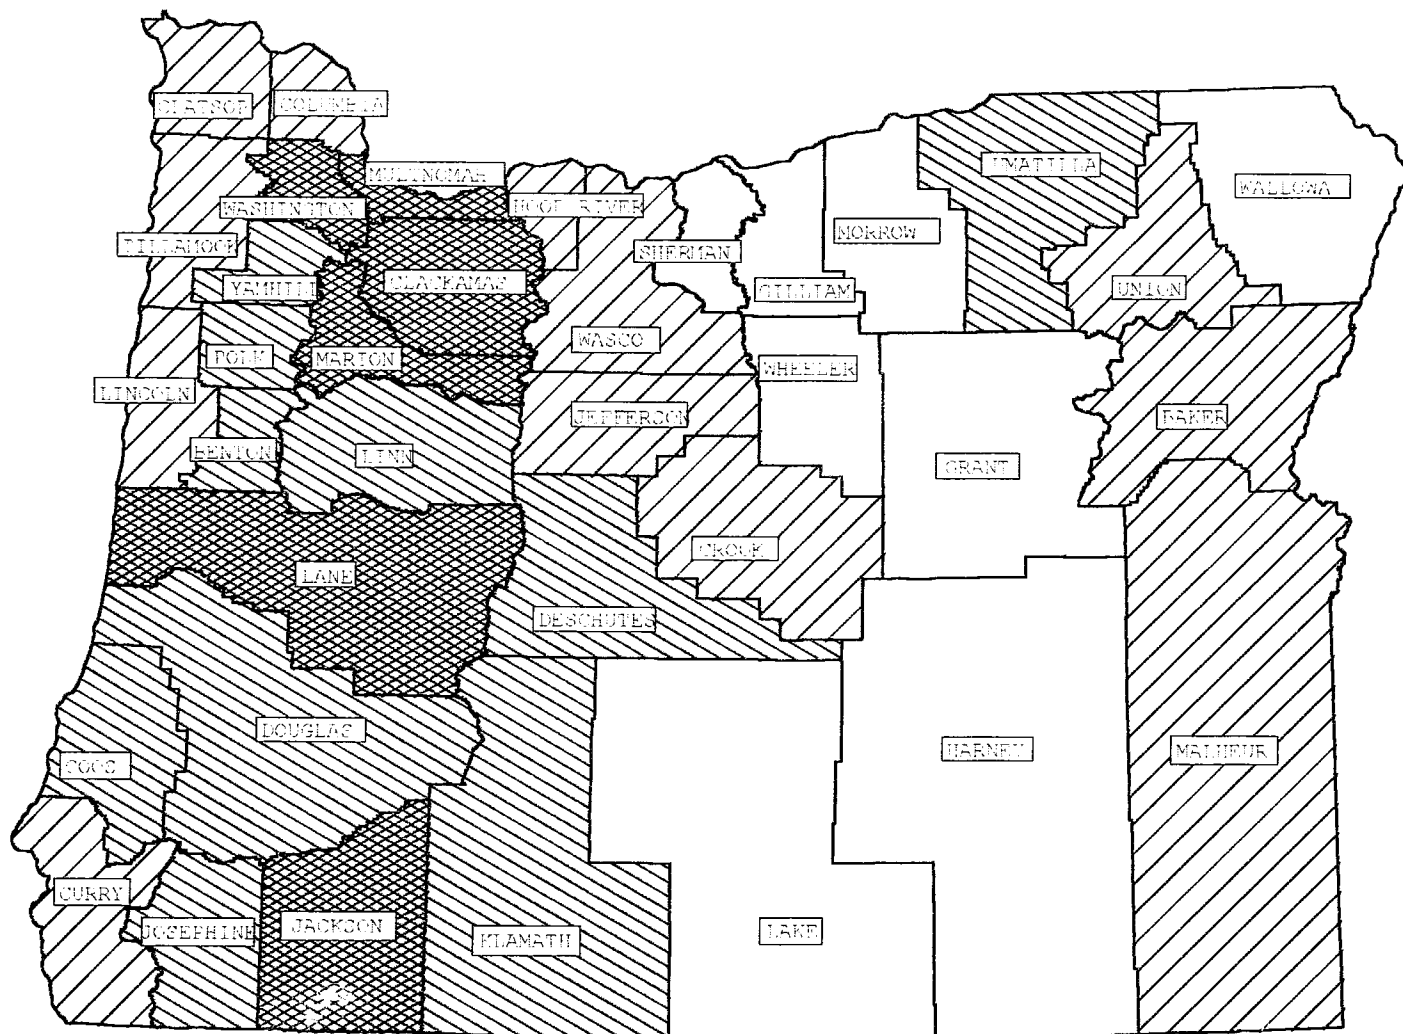 CLATSOP
COLUMBIA
MULTNOMAH
UMATILLA
WALLOWA
WASHINGTON
HOOD RIVER
TILLAMOOK
SHERMAN
MORROW
YAMHILL
CLACKAMAS
GILLIAM
UNION
POLK
MARION
WASCO
WHEELER
LINCOLN
JEFFERSON
BAKER
BENTON
LINN
GRANT
CROOK
LANE
DESCHUTES
DOUGLAS
HARNEY
MALHEUR
COOS
CURRY
JOSEPHINE
JACKSON
KLAMATH
LAKE